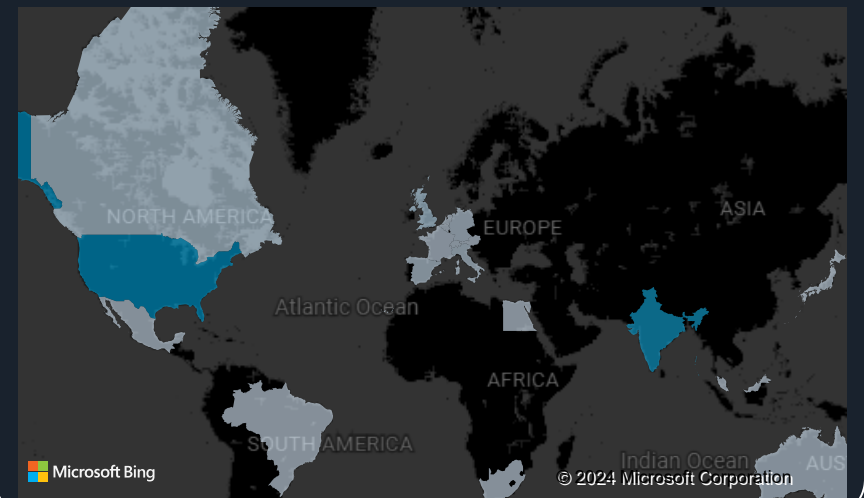 NORTH AMERICA
ASIA
EUROPE
Atlantic Ocean
AFRICA
SOUTH AMERICA
Indian Ocean
AUS
Microsoft Bing
© 2024 Microsoft Corporation